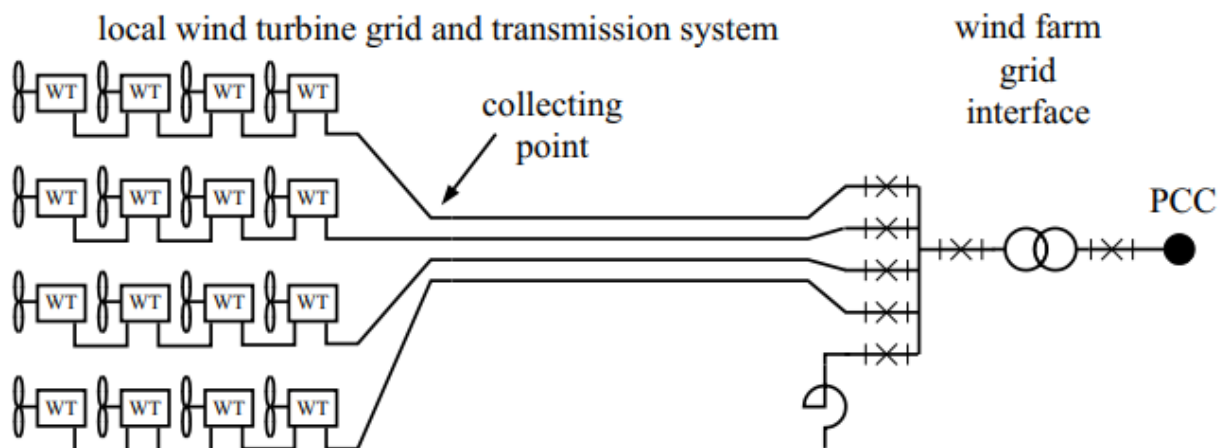 local wind turbine grid and transmission system
wind farm
grid
interface
WT WT WT WT
collecting
point
WT WT WT WT
PCC
WT WT WT WT
WT WT WT WT